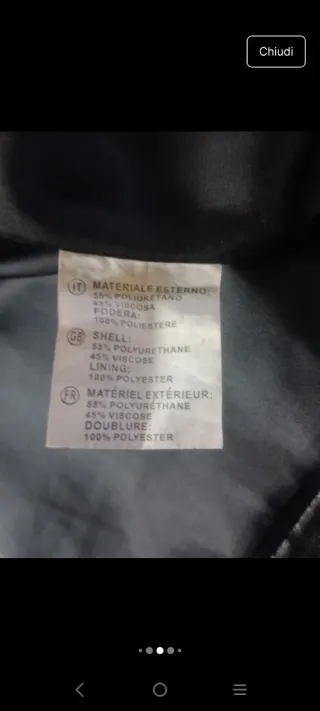 Chiudi
IT MATERIALE ESTERNO:
55% POLIURETANO
45% VISCOSA
FODERA:
100% POLIESTERE
GB SHELL:
55% POLYURETHANE
45% VISCOSE
LINING:
100% POLYESTER
FR MATÉRIEL EXTÉRIEUR:
55% POLYURETHANE
45% VISCOSE
DOUBLURE:
100% POLYESTER